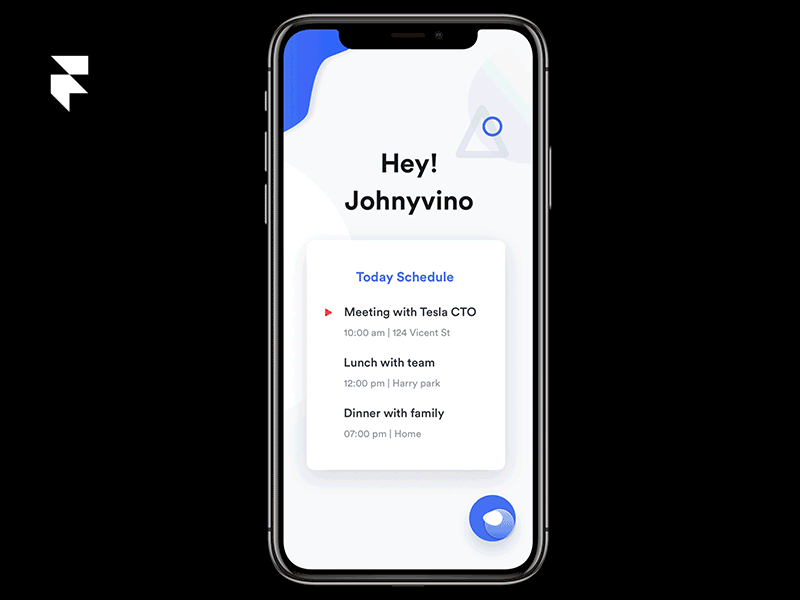 Hey!
Johnyvino
Today Schedule
Meeting with Tesla CTO
10:00 am | 124 Vicent St
Lunch with team
12:00 pm | Harry park
Dinner with family
07:00 pm | Home